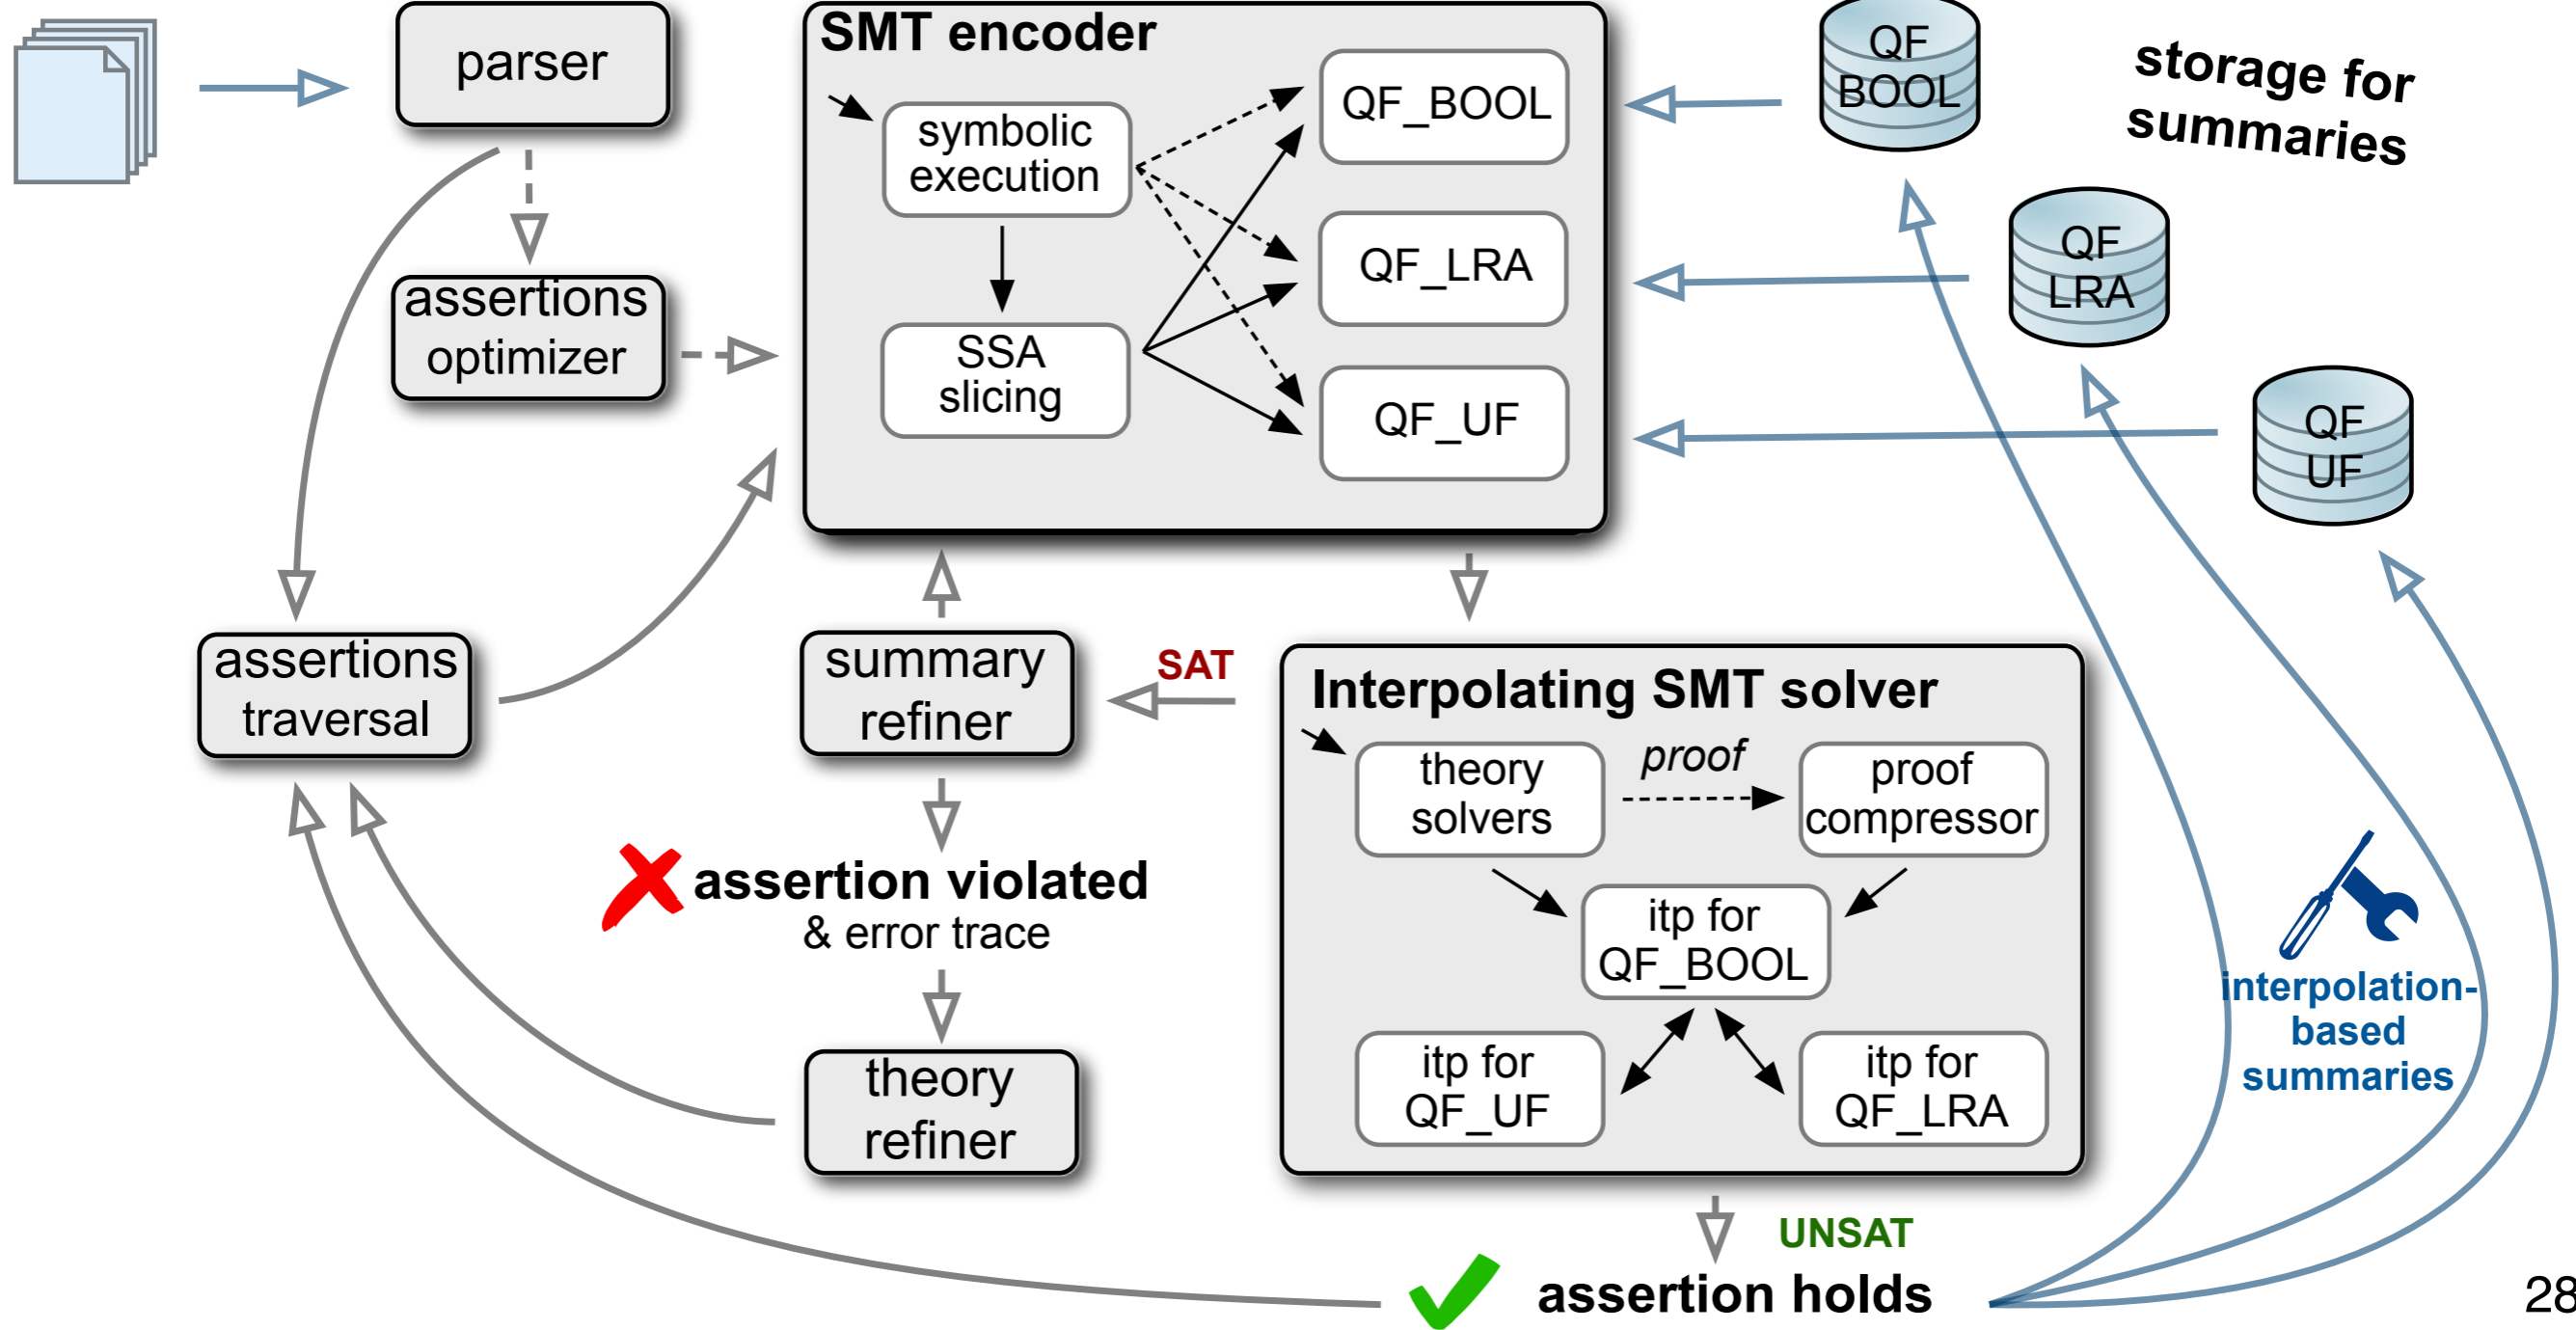 parser
SMT encoder
symbolic
execution
SSA
slicing
QF_BOOL
QF_LRA
QF_UF
QF
BOOL
storage for
summaries
QF
LRA
QF
UF
assertions
optimizer
assertions
traversal
summary
refiner
SAT
assertion violated
& error trace
theory
refiner
Interpolating SMT solver
theory
solvers
proof
proof
compressor
itp for
QF_BOOL
itp for
QF_UF
itp for
QF_LRA
interpolation-
based
summaries
UNSAT
assertion holds
28